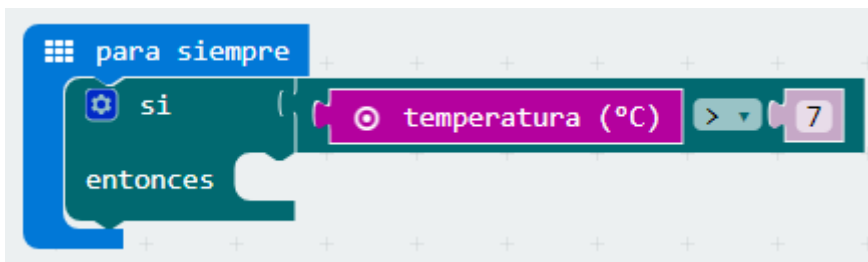 para siempre
si temperatura (°C) > 7
entonces